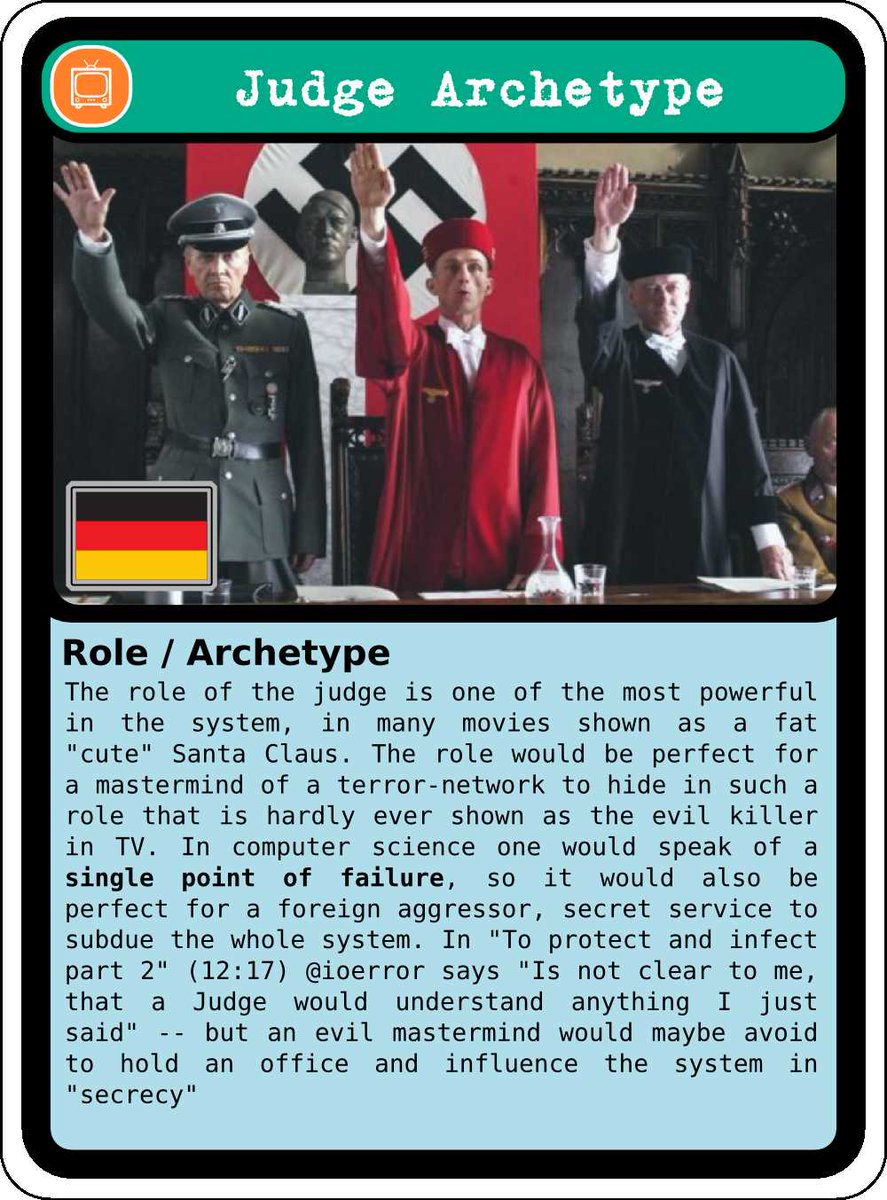 Judge Archetype
Role / Archetype
The role of the judge is one of the most powerful
in the system, in many movies shown as a fat
"cute" Santa Claus. The role would be perfect for
a mastermind of a terror-network to hide in such a
role that is hardly ever shown as the evil killer
in TV. In computer science one would speak of a
single point of failure, so it would also be
perfect for a foreign aggressor, secret service to
subdue the whole system. In "To protect and infect
part 2" (12:17) @ioerror says "Is not clear to me,
that a Judge would understand anything I just
said" -- but an evil mastermind would maybe avoid
to hold an office and influence the system in
"secrecy"